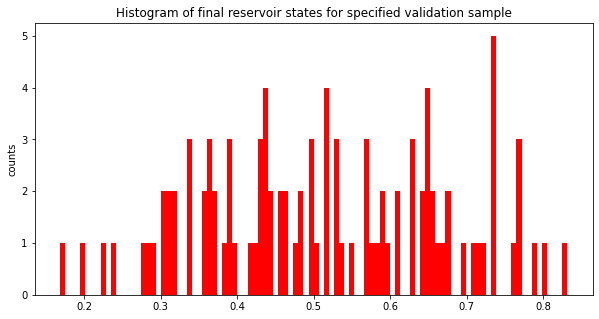 Histogram of final reservoir states for specified validation sample
5
4
3
2
1
0
counts
0.2 0.3 0.4 0.5 0.6 0.7 0.8